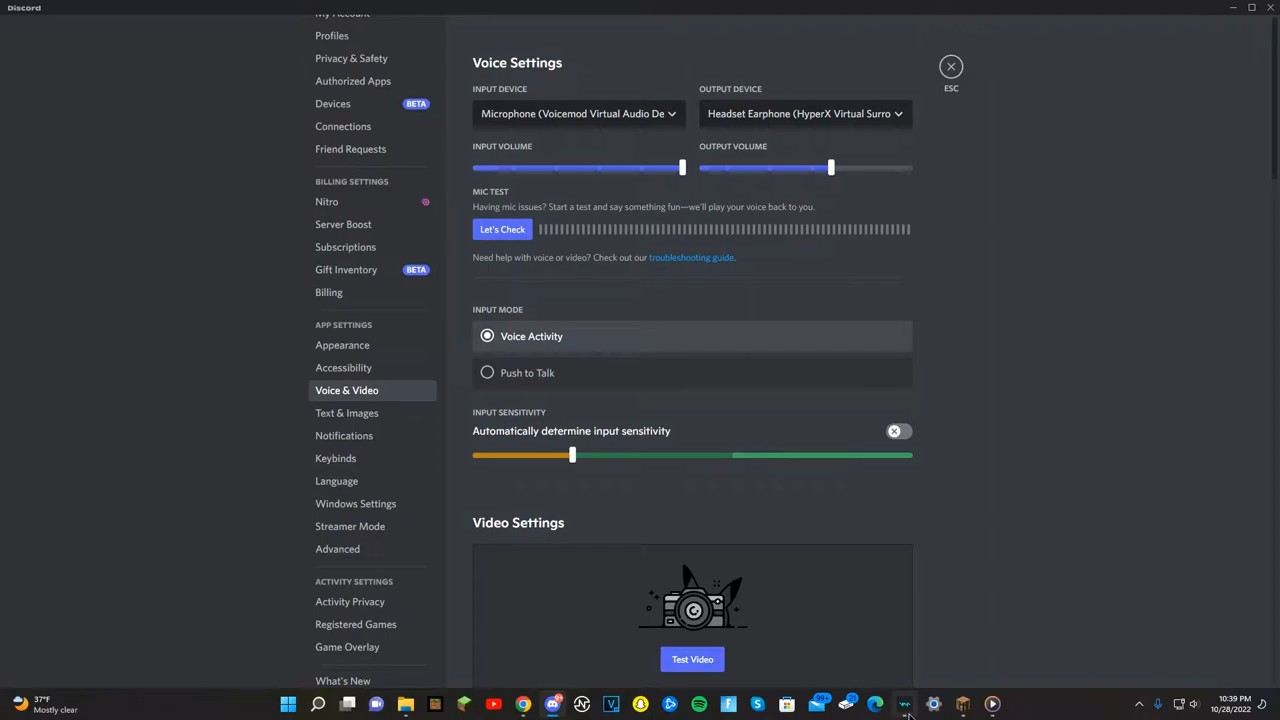 Discord
My Account
Profiles
Privacy & Safety
Authorized Apps
Devices BETA
Connections
Friend Requests
BILLING SETTINGS
Nitro
Server Boost
Subscriptions
Gift Inventory BETA
Billing
APP SETTINGS
Appearance
Accessibility
Voice & Video
Text & Images
Notifications
Keybinds
Language
Windows Settings
Streamer Mode
Advanced
ACTIVITY SETTINGS
Activity Privacy
Registered Games
Game Overlay
What's New
Voice Settings
ESC
INPUT DEVICE OUTPUT DEVICE
Microphone (Voicemod Virtual Audio De Headset Earphone (HyperX Virtual Surro
INPUT VOLUME OUTPUT VOLUME
MIC TEST
Having mic issues? Start a test and say something fun—we'll play your voice back to you.
Let's Check
Need help with voice or video? Check out our troubleshooting guide.
INPUT MODE
Voice Activity
Push to Talk
INPUT SENSITIVITY
Automatically determine input sensitivity
Video Settings
Test Video
37°F
Mostly clear
99+
10:39 PM
10/28/2022